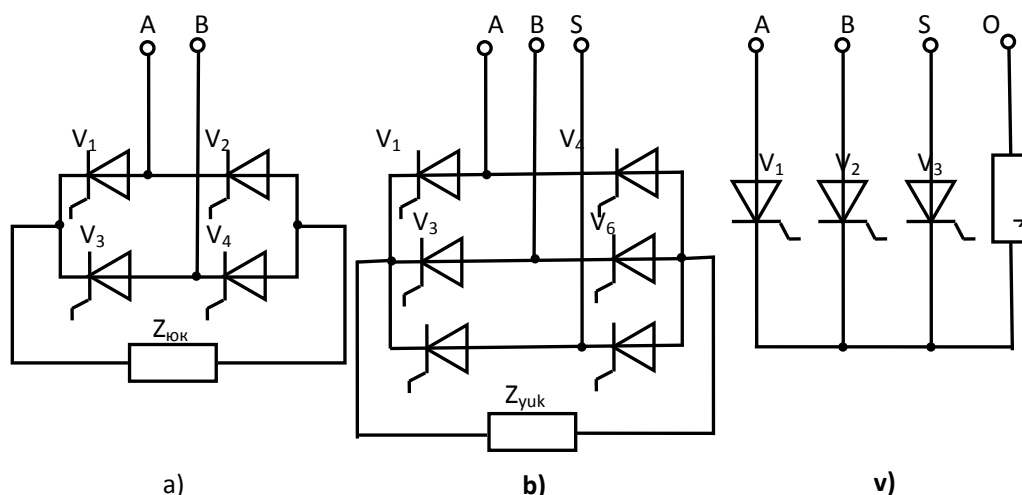 A B
A B S
A B S O
V1 V2
V3 V4
Zюк
V1 V4
V3 V6
Zyuk
V1 V2 V3
a) b) v)